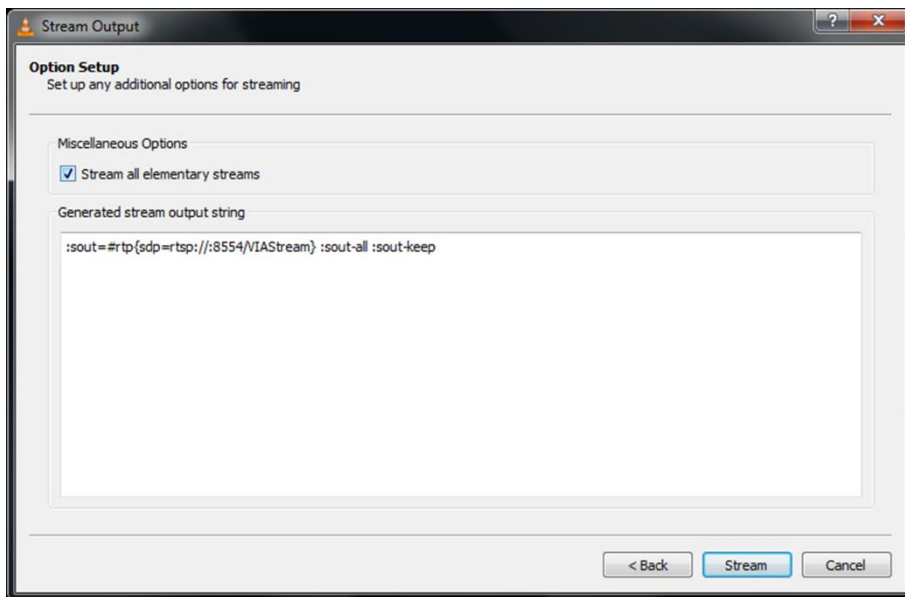 Stream Output
Option Setup
Set up any additional options for streaming
Miscellaneous Options
Stream all elementary streams
Generated stream output string
:sout=#rtp{sdp=rtsp://:8554/VIAStream} :sout-all :sout-keep
< Back
Stream
Cancel